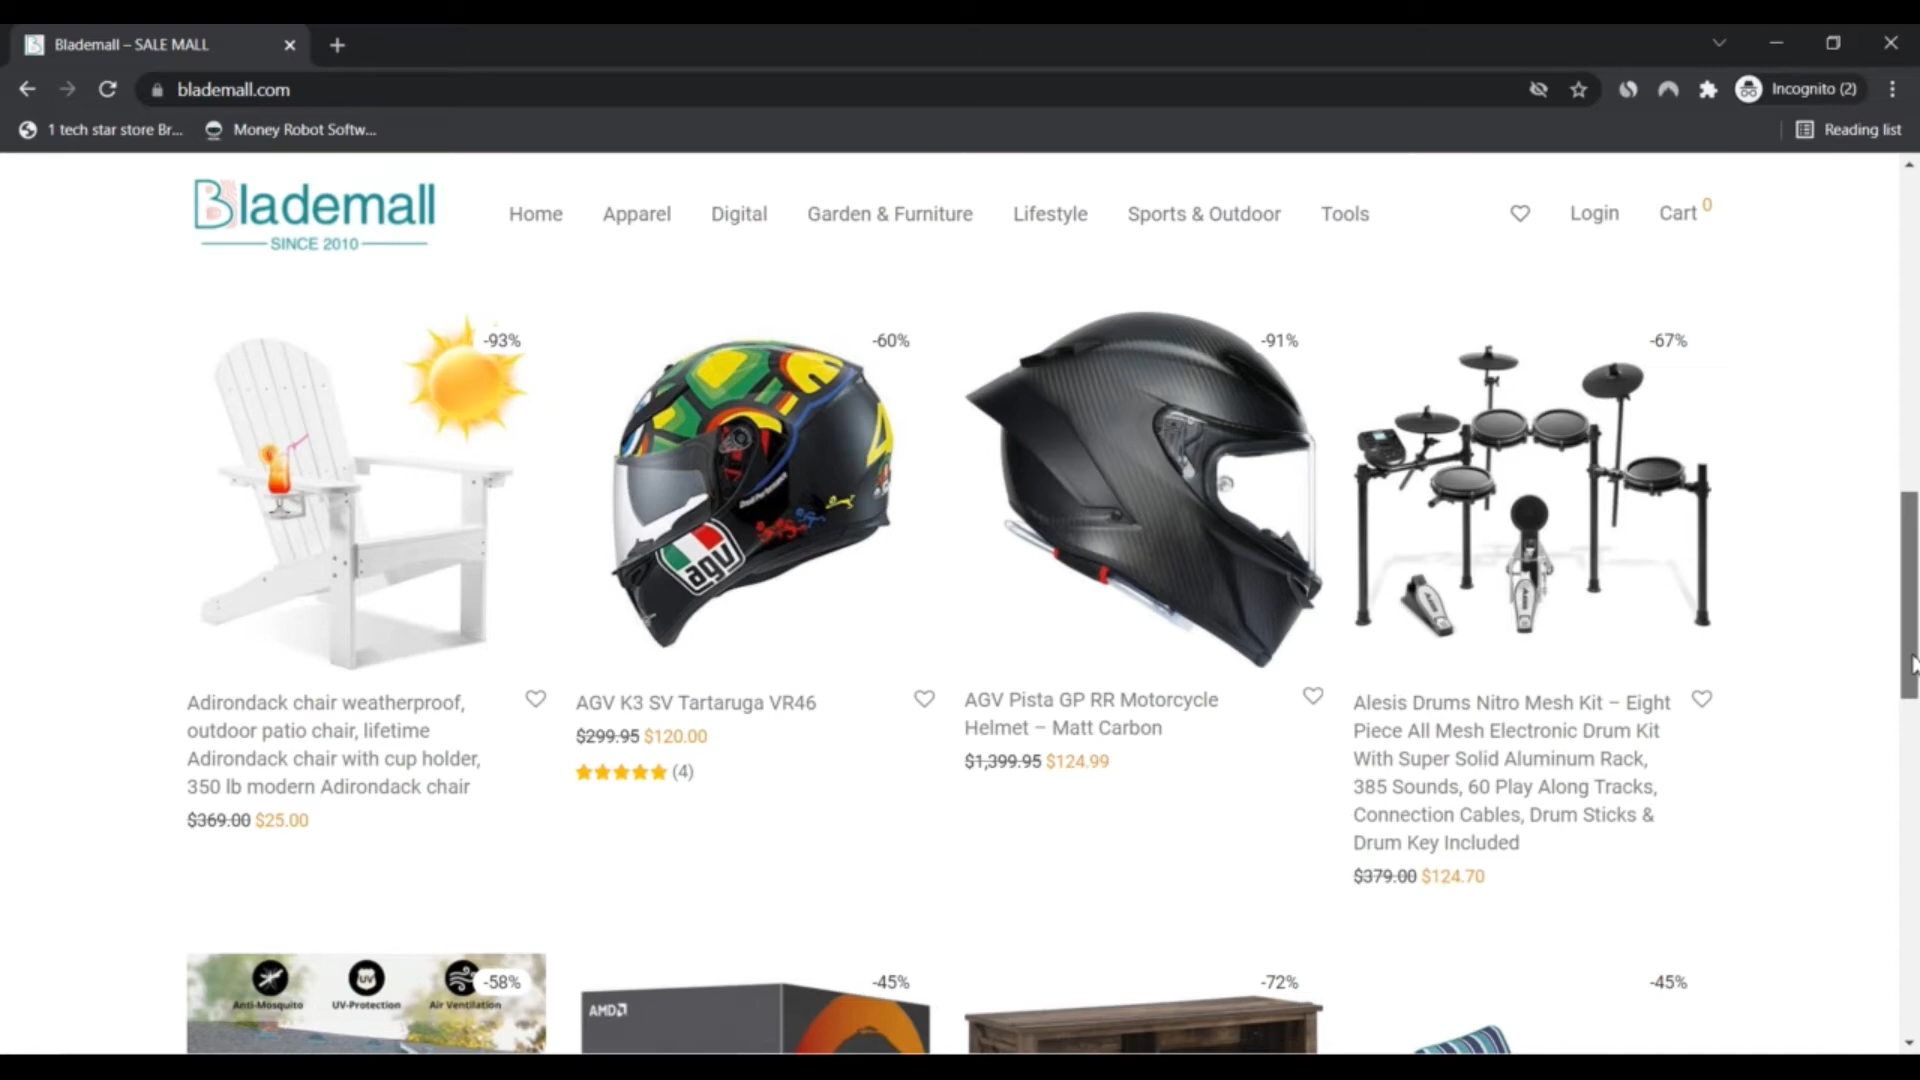 Blademall – SALE MALL
blademall.com
Incognito (2)
1 tech star store Br...
Money Robot Softw...
Reading list
Blademall
SINCE 2010
Home
Apparel
Digital
Garden & Furniture
Lifestyle
Sports & Outdoor
Tools
Login
Cart 0
-93%
-60%
-91%
-67%
agv
Adirondack chair weatherproof,
outdoor patio chair, lifetime
Adirondack chair with cup holder,
350 lb modern Adirondack chair
$369.00 $25.00
AGV K3 SV Tartaruga VR46
$299.95 $120.00
(4)
AGV Pista GP RR Motorcycle
Helmet – Matt Carbon
$1,399.95 $124.99
Alesis Drums Nitro Mesh Kit – Eight
Piece All Mesh Electronic Drum Kit
With Super Solid Aluminum Rack,
385 Sounds, 60 Play Along Tracks,
Connection Cables, Drum Sticks &
Drum Key Included
$379.00 $124.70
UV
Anti-Mosquito
UV-Protection
Air Ventilation
-58%
AMD
-45%
-72%
-45%